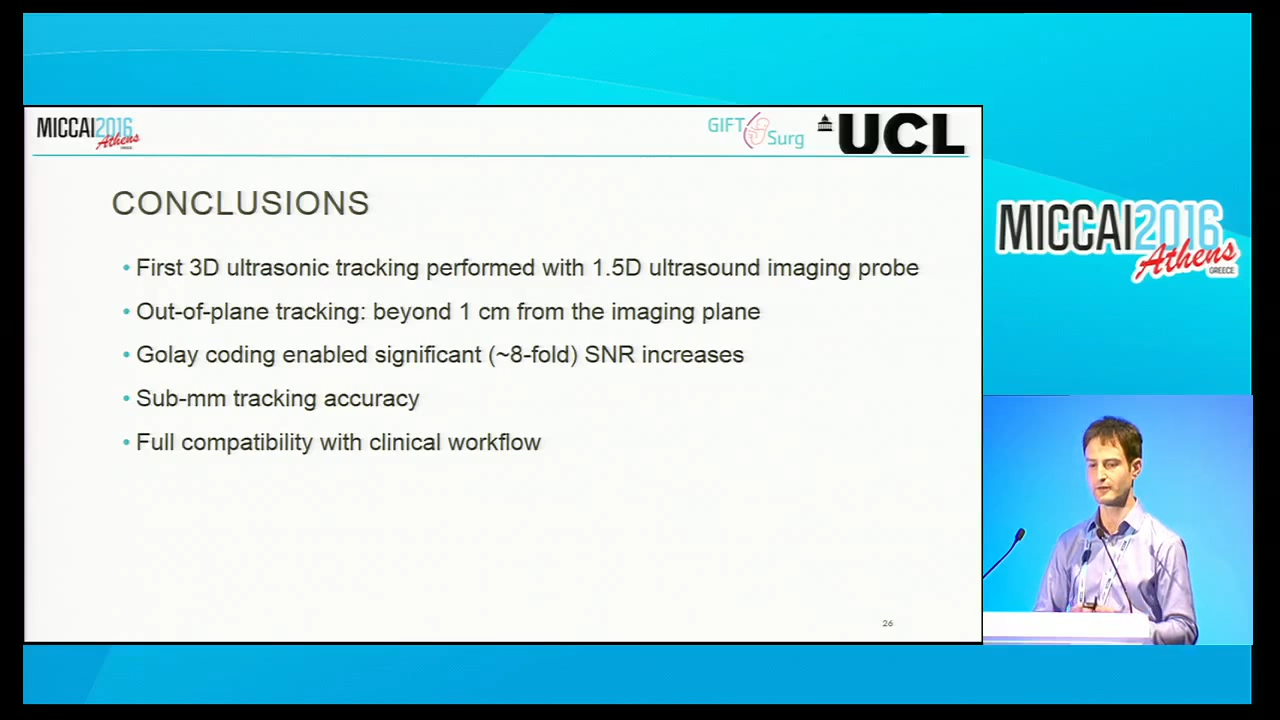 MICCAI2016
Athens
GREECE
GIFT
Surg
UCL
CONCLUSIONS
• First 3D ultrasonic tracking performed with 1.5D ultrasound imaging probe
• Out-of-plane tracking: beyond 1 cm from the imaging plane
• Golay coding enabled significant (~8-fold) SNR increases
• Sub-mm tracking accuracy
• Full compatibility with clinical workflow
26
MICCAI2016
Athens
GREECE